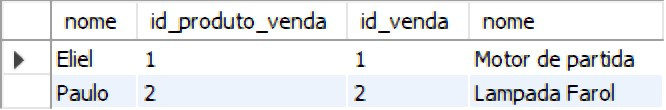 nome id_produto_venda id_venda nome
Eliel 1 1 Motor de partida
Paulo 2 2 Lampada Farol